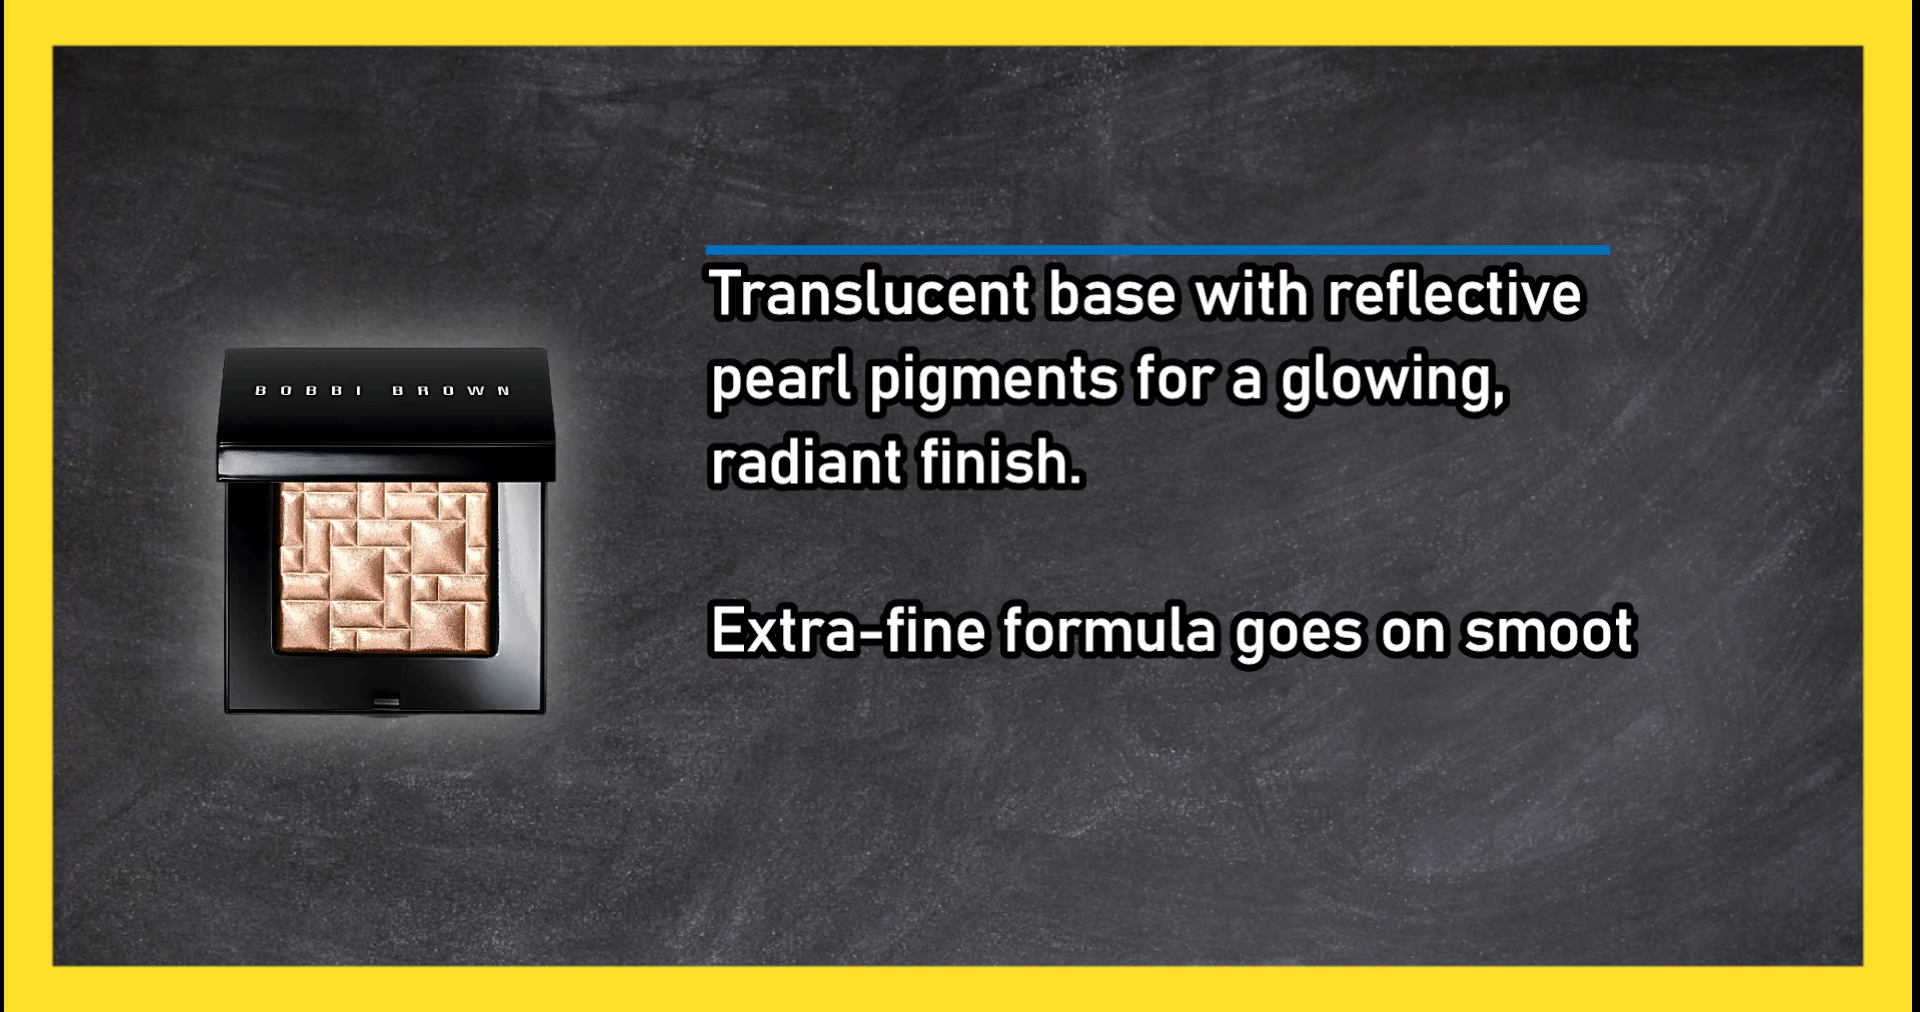 BOBBI BROWN
Translucent base with reflective
pearl pigments for a glowing,
radiant finish.
Extra-fine formula goes on smoot